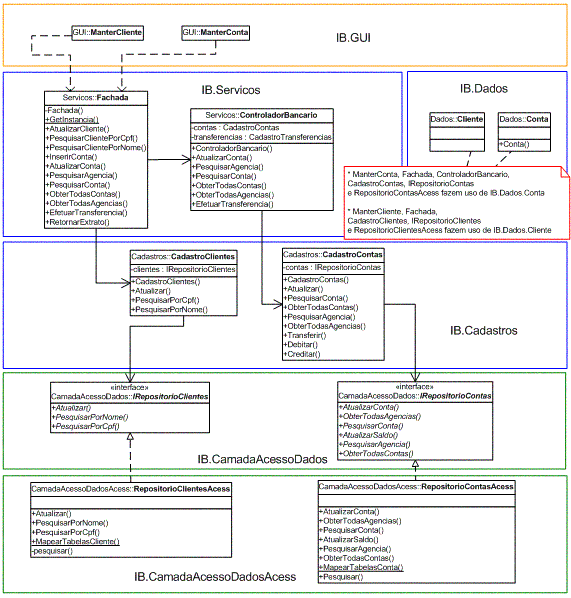 GUI::ManterCliente
GUI::ManterConta
IB.GUI
IB.Servicos
Servicos::Fachada
-Fachada()
+GetInstancia()
+AtualizarCliente()
+PesquisarClientePorCpf()
+PesquisarClientePorNome()
+InserirConta()
+AtualizarConta()
+PesquisarAgencia()
+PesquisarConta()
+ObterTodasContas()
+ObterTodasAgencias()
+EfetuarTransferencia()
+RetornarExtrato()
Servicos::ControladorBancario
-contas : CadastroContas
-transferencias : CadastroTransferencias
+ControladorBancario()
+AtualizarConta()
+PesquisarAgencia()
+PesquisarConta()
+ObterTodasContas()
+ObterTodasAgencias()
+EfetuarTransferencia()
IB.Dados
Dados::Cliente
Dados::Conta
+Conta()
* ManterConta, Fachada, ControladorBancario,
CadastroContas, IRepositorioContas
e RepositorioContasAcess fazem uso de IB.Dados.Conta
* ManterCliente, Fachada,
CadastroClientes, IRepositorioClientes
e RepositorioClientesAcess fazem uso de IB.Dados.Cliente
Cadastros::CadastroClientes
-clientes : IRepositorioClientes
+CadastroClientes()
+Atualizar()
+PesquisarPorCpf()
+PesquisarPorNome()
Cadastros::CadastroContas
-contas : IRepositorioContas
+CadastroContas()
+Atualizar()
+PesquisarConta()
+ObterTodasContas()
+PesquisarAgencia()
+ObterTodasAgencias()
+Transferir()
+Debitar()
+Creditar()
IB.Cadastros
«interface»
CamadaAcessoDados::IRepositorioClientes
+Atualizar()
+PesquisarPorNome()
+PesquisarPorCpf()
«interface»
CamadaAcessoDados::IRepositorioContas
+AtualizarConta()
+ObterTodasAgencias()
+PesquisarConta()
+AtualizarSaldo()
+PesquisarAgencia()
+ObterTodasContas()
IB.CamadaAcessoDados
CamadaAcessoDadosAcess::RepositorioClientesAcess
+Atualizar()
+PesquisarPorNome()
+PesquisarPorCpf()
+MapearTabelasCliente()
-pesquisar()
CamadaAcessoDadosAcess::RepositorioContasAcess
+AtualizarConta()
+ObterTodasAgencias()
+PesquisarConta()
+AtualizarSaldo()
+PesquisarAgencia()
+ObterTodasContas()
+MapearTabelasConta()
+Pesquisar()
IB.CamadaAcessoDadosAcess